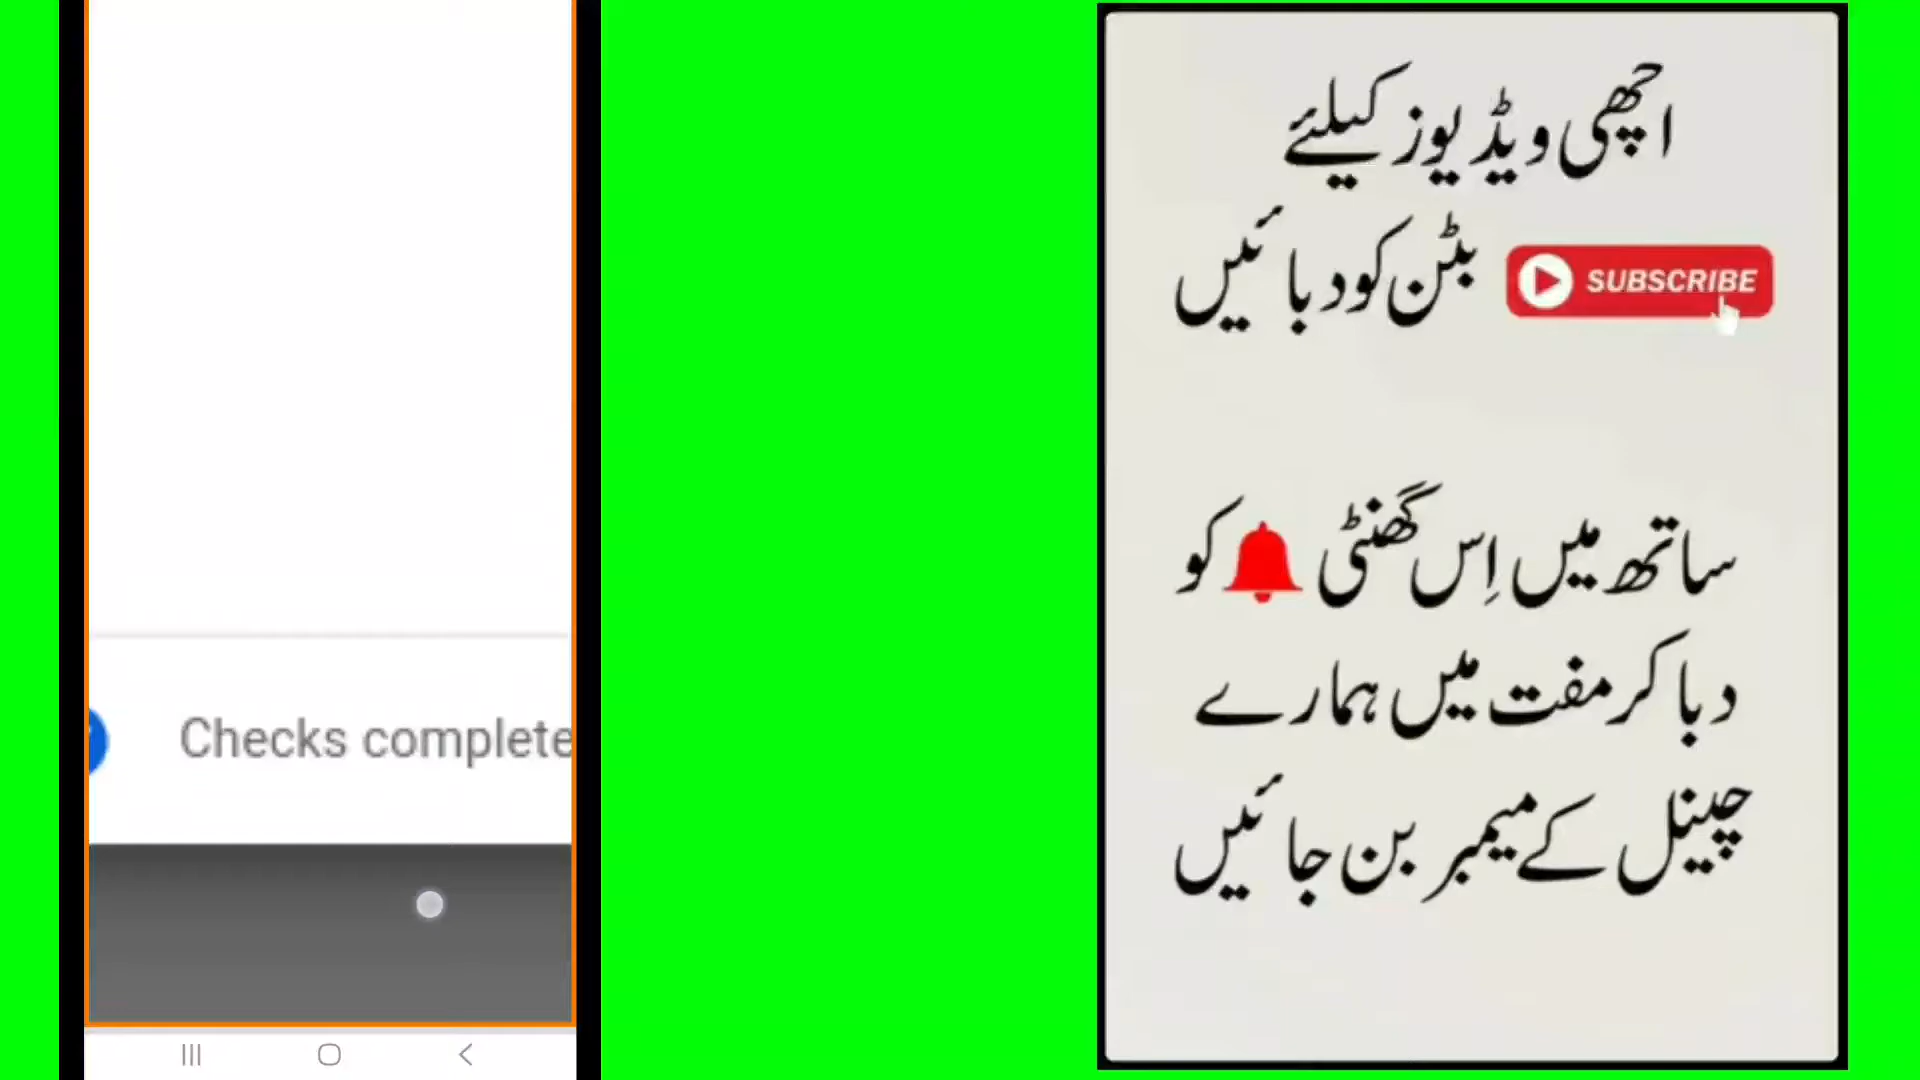 Checks complete
اچھی ویڈیوز کیلئے
SUBSCRIBE بٹن کو دبائیں
ساتھ میں اِس گھنٹی کو
دبا کر مفت میں ہمارے
چینل کے میمبر بن جائیں